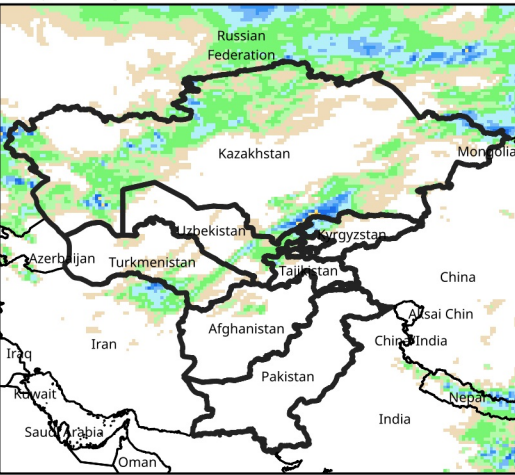 Russian
Federation
Kazakhstan
Mongolia
Uzbekistan
Kyrgyzstan
Azerbaijan
Turkmenistan
Tajikistan
China
Aksai Chin
Afghanistan
Iran
China/India
Iraq
Pakistan
Kuwait
Nepal
India
Saudi Arabia
Oman